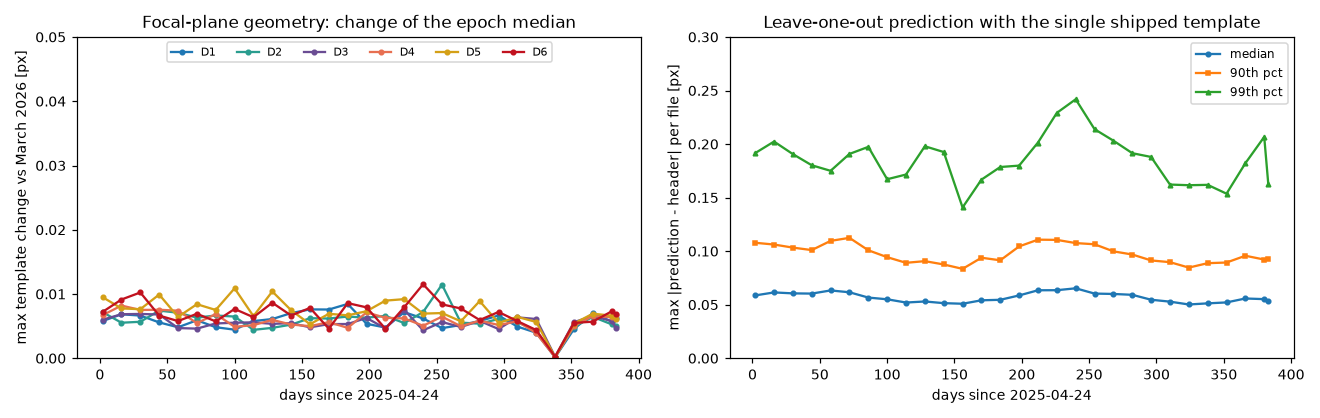 Focal-plane geometry: change of the epoch median
max template change vs March 2026 [px]
0.05
0.04
0.03
0.02
0.01
0.00
D1 D2 D3 D4 D5 D6
0 50 100 150 200 250 300 350 400
days since 2025-04-24
Leave-one-out prediction with the single shipped template
max |prediction - header| per file [px]
0.30
0.25
0.20
0.15
0.10
0.05
0.00
median
90th pct
99th pct
0 50 100 150 200 250 300 350 400
days since 2025-04-24